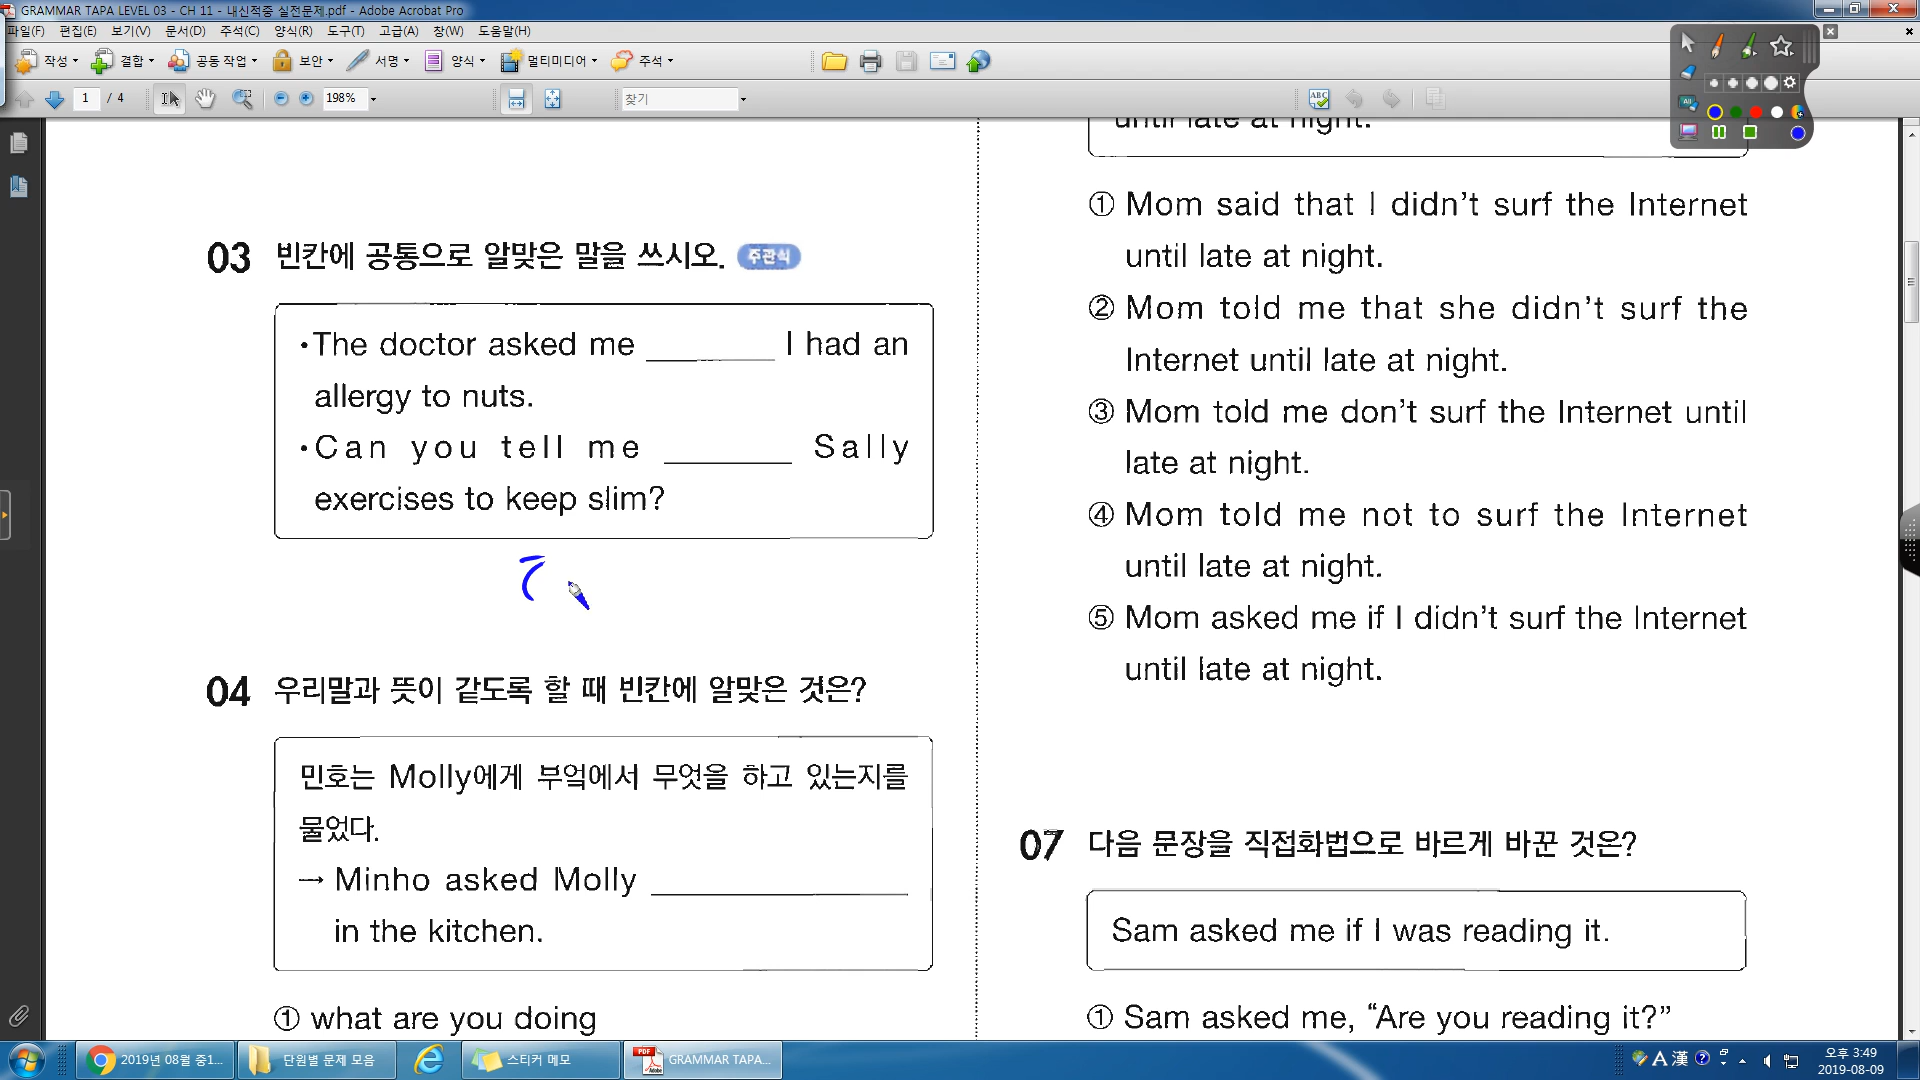 GRAMMAR TAPA LEVEL 03 - CH 11 - 내신적중 실전문제.pdf - Adobe Acrobat Pro
파일(F) 편집(E) 보기(V) 문서(D) 주석(C) 양식(R) 도구(T) 고급(A) 창(W) 도움말(H)
작성 결합 공동 작업 보안 서명 양식 멀티미디어 주석
1 / 4 198% 찾기
03 빈칸에 공통으로 알맞은 말을 쓰시오. 주관식
•The doctor asked me ________ I had an
allergy to nuts.
•Can you tell me ________ Sally
exercises to keep slim?
04 우리말과 뜻이 같도록 할 때 빈칸에 알맞은 것은?
민호는 Molly에게 부엌에서 무엇을 하고 있는지를
물었다.
→ Minho asked Molly ________________
in the kitchen.
① what are you doing
until late at night.
① Mom said that I didn't surf the Internet
until late at night.
② Mom told me that she didn't surf the
Internet until late at night.
③ Mom told me don't surf the Internet until
late at night.
④ Mom told me not to surf the Internet
until late at night.
⑤ Mom asked me if I didn't surf the Internet
until late at night.
07 다음 문장을 직접화법으로 바르게 바꾼 것은?
Sam asked me if I was reading it.
① Sam asked me, “Are you reading it?”
2019년 08월 중1... 단원별 문제 모음 스티커 메모 GRAMMAR TAPA...
A 漢
오후 3:49
2019-08-09